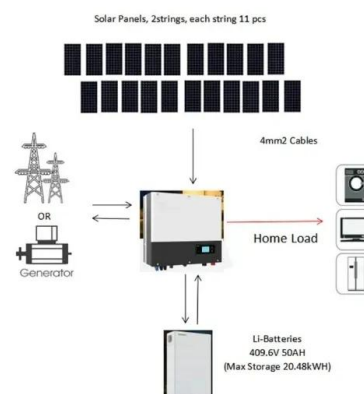 Solar Panels, 2strings, each string 11 pcs
4mm2 Cables
OR
Home Load
Generator
Li-Batteries
409.6V 50AH
(Max Storage 20.48kWH)